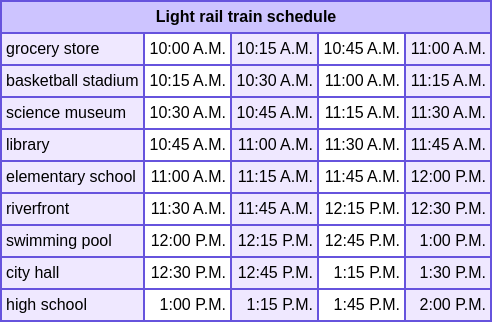 Light rail train schedule
grocery store 10:00 A.M. 10:15 A.M. 10:45 A.M. 11:00 A.M.
basketball stadium 10:15 A.M. 10:30 A.M. 11:00 A.M. 11:15 A.M.
science museum 10:30 A.M. 10:45 A.M. 11:15 A.M. 11:30 A.M.
library 10:45 A.M. 11:00 A.M. 11:30 A.M. 11:45 A.M.
elementary school 11:00 A.M. 11:15 A.M. 11:45 A.M. 12:00 P.M.
riverfront 11:30 A.M. 11:45 A.M. 12:15 P.M. 12:30 P.M.
swimming pool 12:00 P.M. 12:15 P.M. 12:45 P.M. 1:00 P.M.
city hall 12:30 P.M. 12:45 P.M. 1:15 P.M. 1:30 P.M.
high school 1:00 P.M. 1:15 P.M. 1:45 P.M. 2:00 P.M.